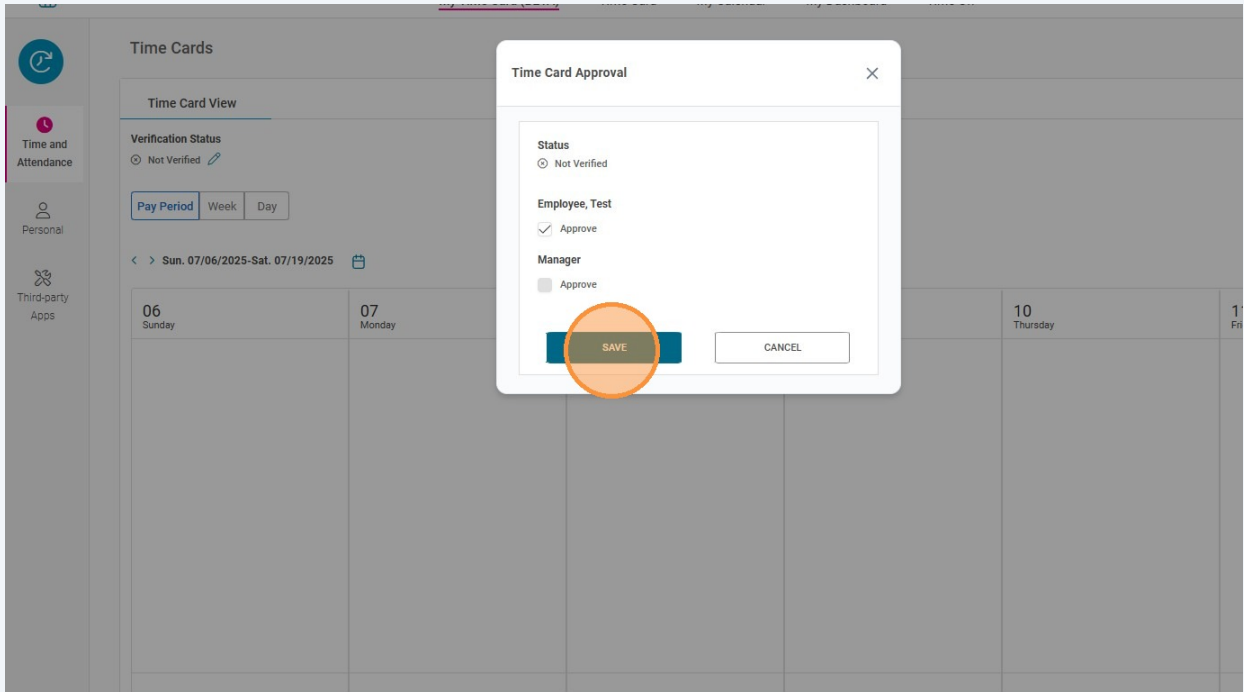 Time Cards
Time Card View
Verification Status
Not Verified
Pay Period Week Day
Sun. 07/06/2025-Sat. 07/19/2025
06
Sunday
07
Monday
10
Thursday
Time and
Attendance
Personal
Third-party
Apps
Time Card Approval
Status
Not Verified
Employee, Test
Approve
Manager
Approve
SAVE
CANCEL